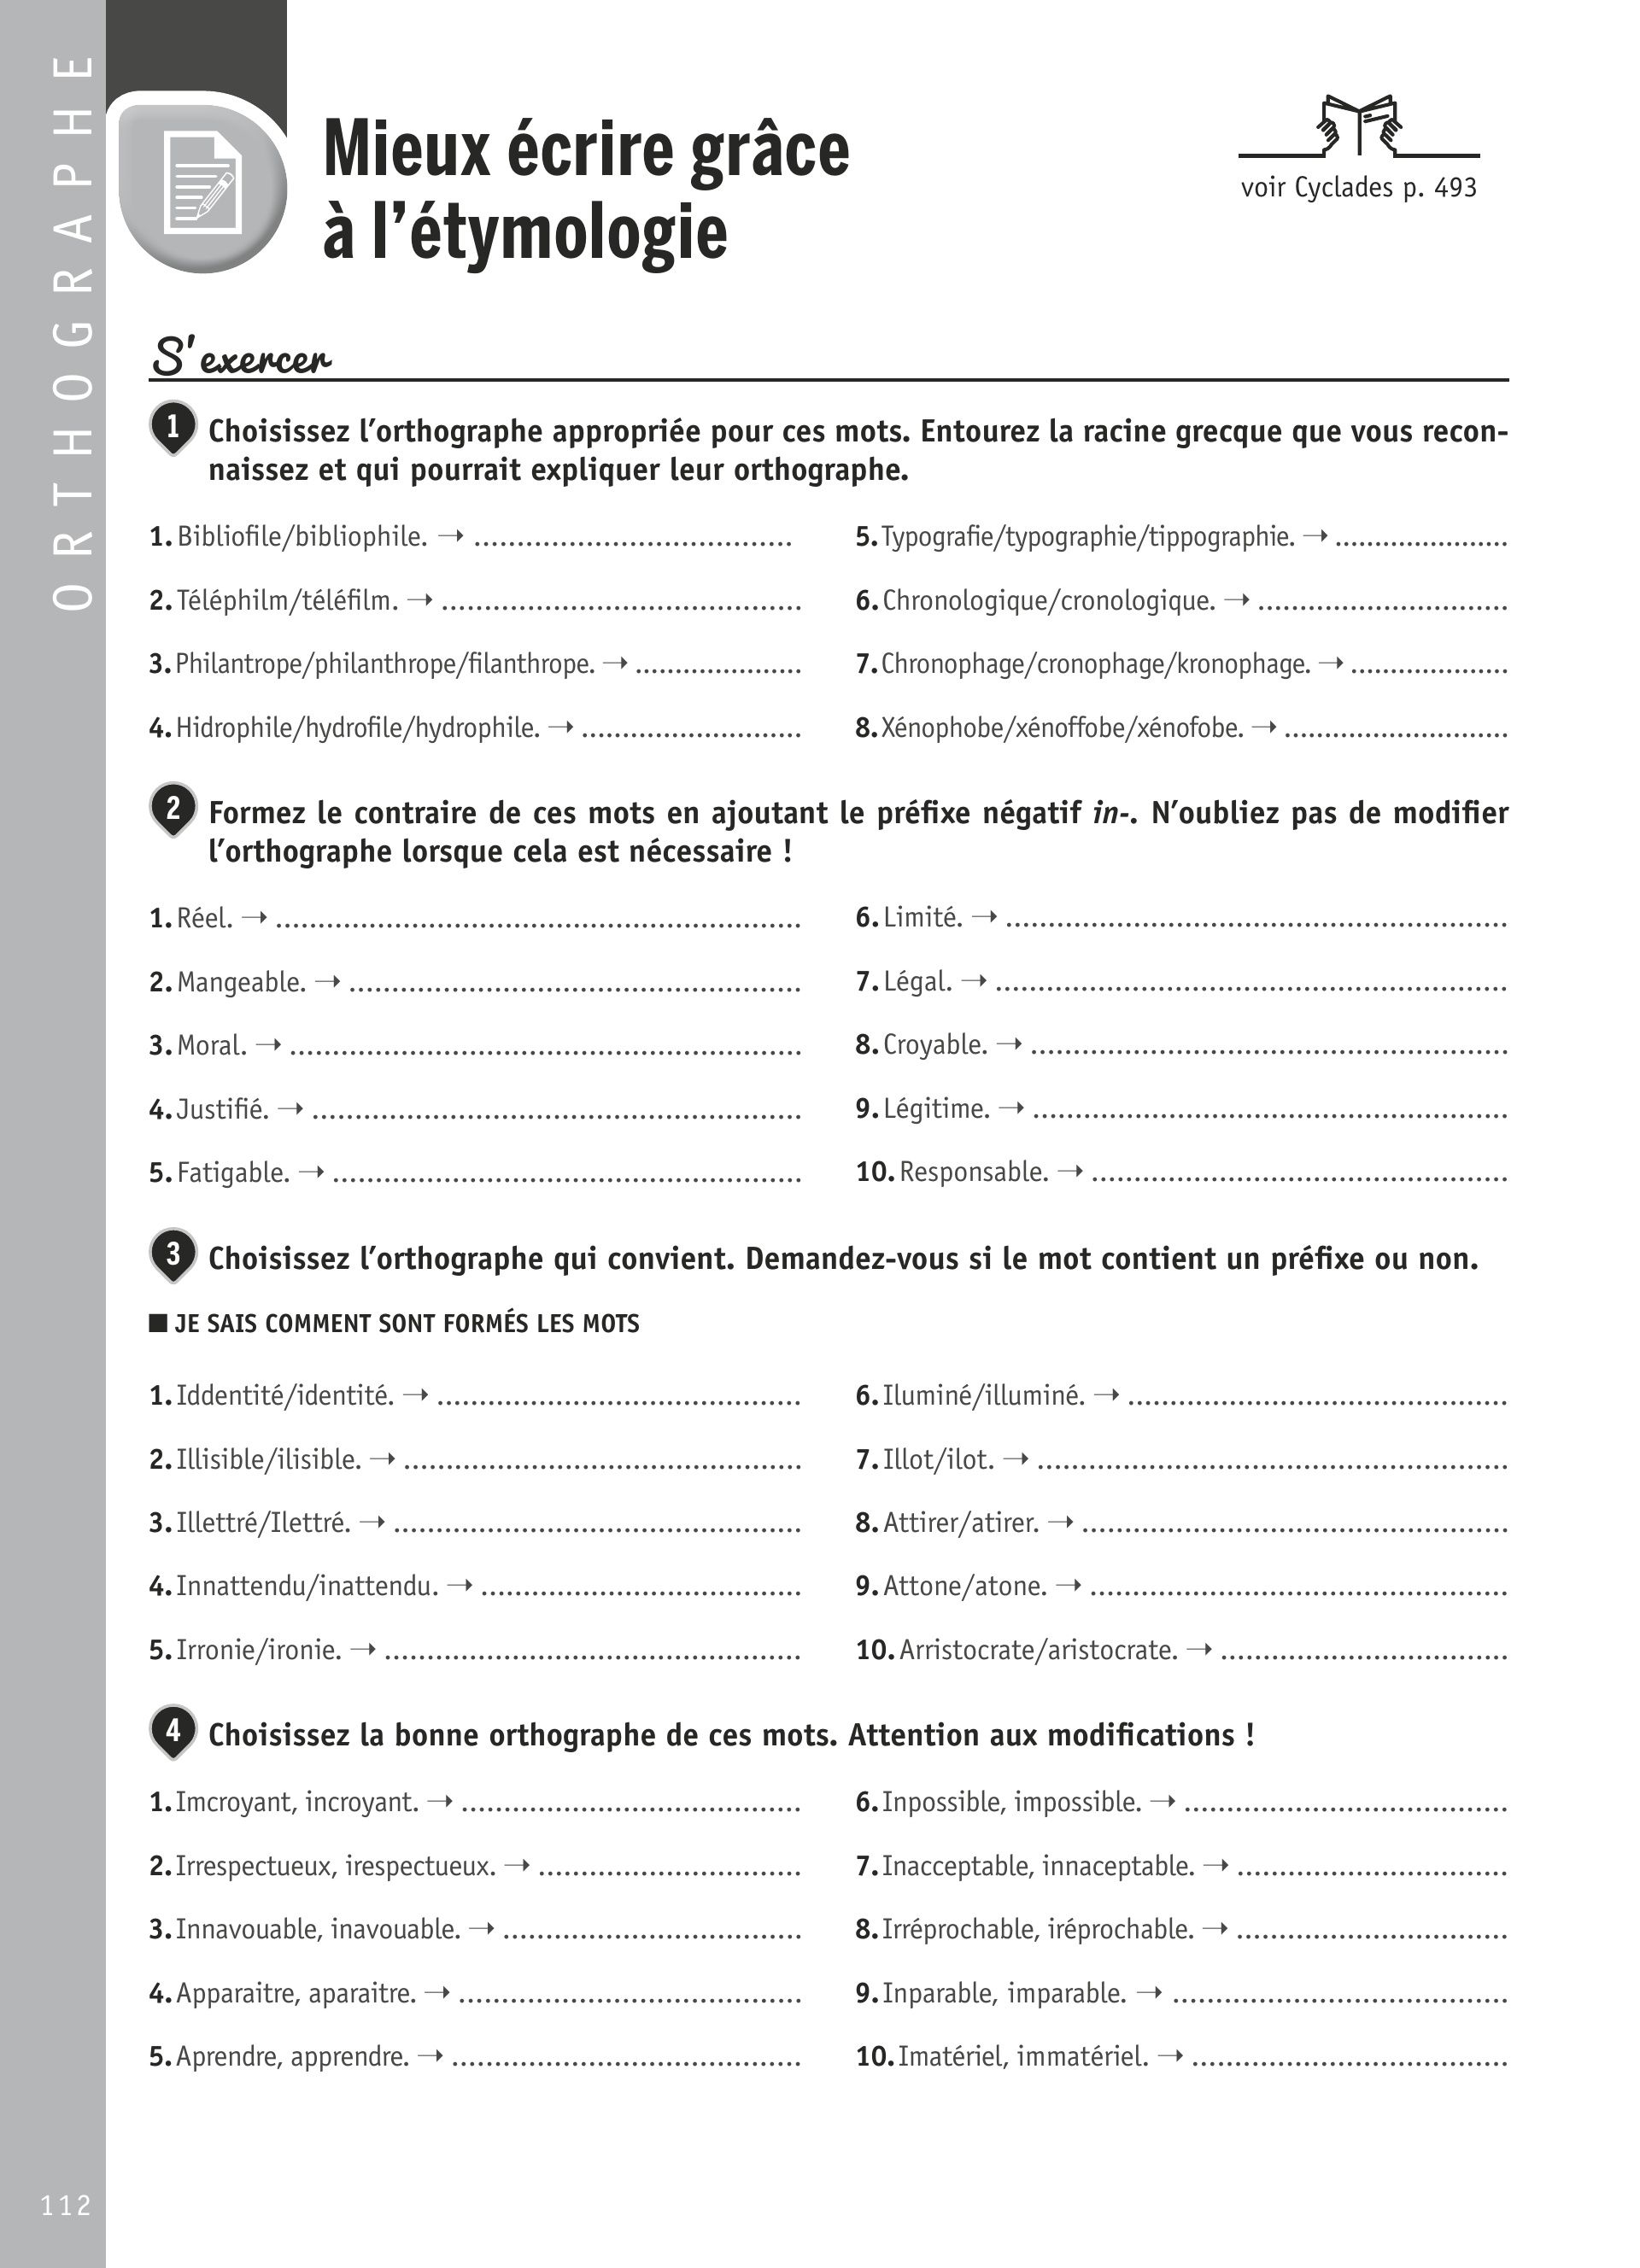 ORTHOGRAPHE
Mieux écrire grâce
à l'étymologie
voir Cyclades p. 493
S'exercer
1 Choisissez l'orthographe appropriée pour ces mots. Entourez la racine grecque que vous recon-
naissez et qui pourrait expliquer leur orthographe.
1. Bibliofile/bibliophile. → .....................................
2. Téléphilm/téléfilm. → ..........................................
3. Philantrope/philanthrope/filanthrope. → ...................
4. Hidrophile/hydrofile/hydrophile. → ..........................
5. Typografie/typographie/tippographie. → ....................
6. Chronologique/cronologique. → .............................
7. Chronophage/cronophage/kronophage. → ..................
8. Xénophobe/xénoffobe/xénofobe. → ..........................
2 Formez le contraire de ces mots en ajoutant le préfixe négatif in-. N'oubliez pas de modifier
l'orthographe lorsque cela est nécessaire !
1. Réel. → .............................................................
2. Mangeable. → .....................................................
3. Moral. → ............................................................
4. Justifié. → .........................................................
5. Fatigable. → .......................................................
6. Limité. → ...........................................................
7. Légal. → ............................................................
8. Croyable. → ........................................................
9. Légitime. → ........................................................
10. Responsable. → .................................................
3 Choisissez l'orthographe qui convient. Demandez-vous si le mot contient un préfixe ou non.
■ JE SAIS COMMENT SONT FORMÉS LES MOTS
1. Iddentité/identité. → ...........................................
2. Illisible/ilisible. → ...............................................
3. Illettré/Ilettré. → ................................................
4. Innattendu/inattendu. → .....................................
5. Irronie/ironie. → .................................................
6. Iluminé/illuminé. → .............................................
7. Illot/ilot. → ........................................................
8. Attirer/atirer. → ..................................................
9. Attone/atone. → .................................................
10. Arristocrate/aristocrate. → ..................................
4 Choisissez la bonne orthographe de ces mots. Attention aux modifications !
1. Imcroyant, incroyant. → ........................................
2. Irrespectueux, irespectueux. → ...............................
3. Innavouable, inavouable. → ...................................
4. Apparaitre, aparaitre. → ........................................
5. Aprendre, apprendre. → .........................................
6. Inpossible, impossible. → ......................................
7. Inacceptable, innaceptable. → ................................
8. Irréprochable, iréprochable. → ................................
9. Inparable, imparable. → .......................................
10. Imatériel, immatériel. → .....................................
112